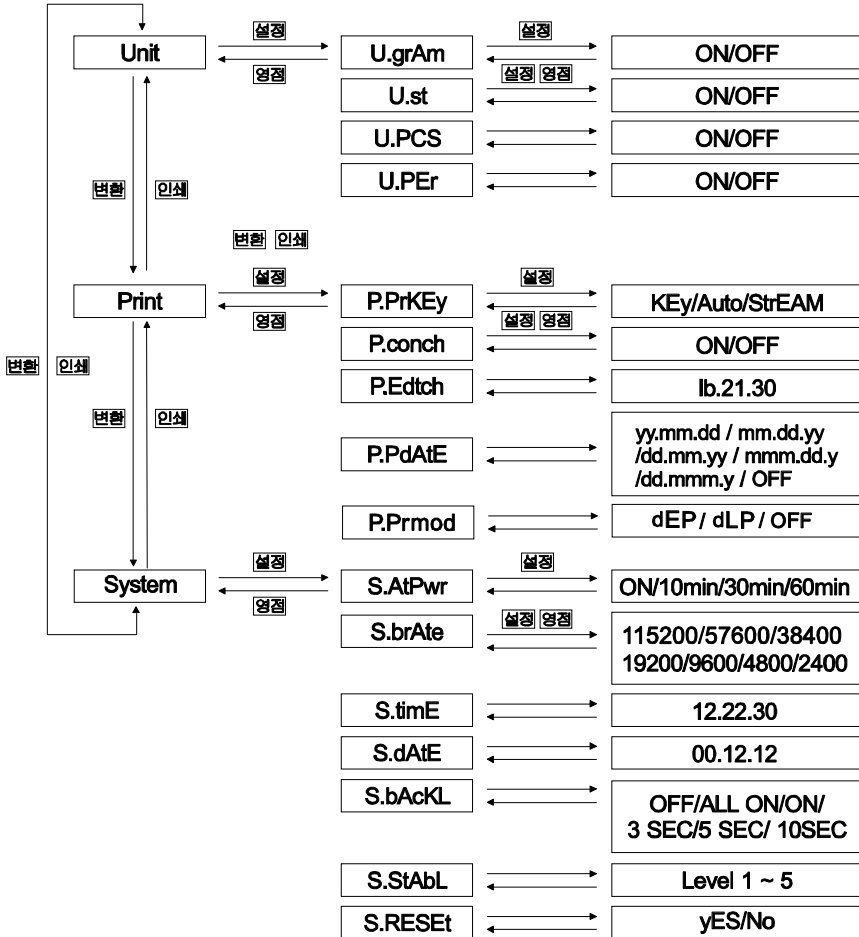 설정
설정
Unit
U.grAm
ON/OFF
영점
설정 영점
U.st
ON/OFF
U.PCS
ON/OFF
U.PEr
ON/OFF
변환 인쇄
변환 인쇄
설정
설정
Print
P.PrKEy
KEy/Auto/StrEAM
영점
설정 영점
P.conch
ON/OFF
변환 인쇄
P.Edtch
lb.21.30
변환 인쇄
P.PdAtE
yy.mm.dd / mm.dd.yy
/dd.mm.yy / mmm.dd.y
/dd.mmm.y / OFF
P.Prmod
dEP / dLP / OFF
설정
설정
System
S.AtPwr
ON/10min/30min/60min
영점
설정 영점
S.brAte
115200/57600/38400
19200/9600/4800/2400
S.timE
12.22.30
S.dAtE
00.12.12
S.bAcKL
OFF/ALL ON/ON/
3 SEC/5 SEC/ 10SEC
S.StAbL
Level 1 ~ 5
S.RESEt
yES/No